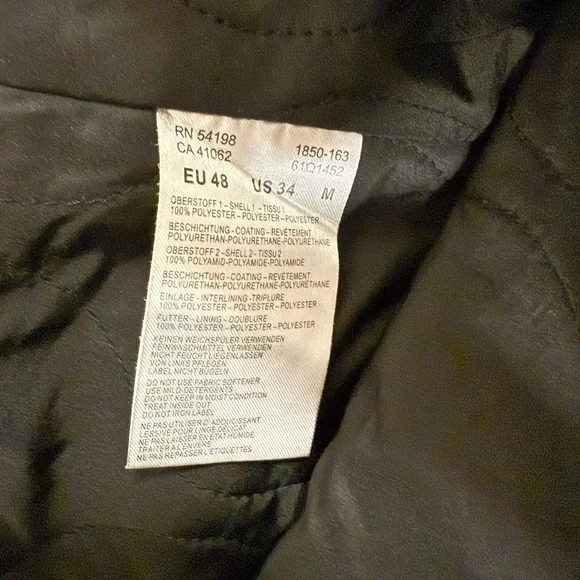 RN 54198
CA 41062
1850-163
61Q1452
EU 48 US 34 M
OBERSTOFF 1 - SHELL 1 - TISSU 1
100% POLYESTER - POLYESTER - POLYESTER
BESCHICHTUNG - COATING - REVÊTEMENT
POLYURETHAN-POLYURETHANE-POLYURETHANE
OBERSTOFF 2 - SHELL 2 - TISSU 2
100% POLYAMID-POLYAMIDE-POLYAMIDE
BESCHICHTUNG - COATING - REVÊTEMENT
POLYURETHAN-POLYURETHANE-POLYURETHANE
EINLAGE - INTERLINING - TRIPLURE
100% POLYESTER - POLYESTER - POLYESTER
FUTTER - LINING - DOUBLURE
100% POLYESTER - POLYESTER - POLYESTER
KEINEN WEICHSPÜLER VERWENDEN
FEINWASCHMITTEL VERWENDEN
NICHT FEUCHT LIEGENLASSEN
VON LINKS PFLEGEN
LABEL NICHT BÜGELN
DO NOT USE FABRIC SOFTENER
USE MILD DETERGENTS
DO NOT KEEP IN MOIST CONDITION
TREAT INSIDE OUT
DO NOT IRON LABEL
NE PAS UTILISER D'ADOUCISSANT
LESSIVE POUR LINGE DELICAT
NE PAS LAISSER EN ETAT HUMIDE
TRAITER A L'ENVERS
NE PAS REPASSER L'ETIQUETTES